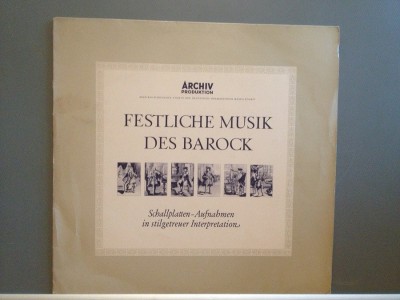 ARCHIV
PRODUKTION
FESTLICHE MUSIK
DES BAROCK
Schallplatten-Aufnahmen
in stilgetreuer Interpretation